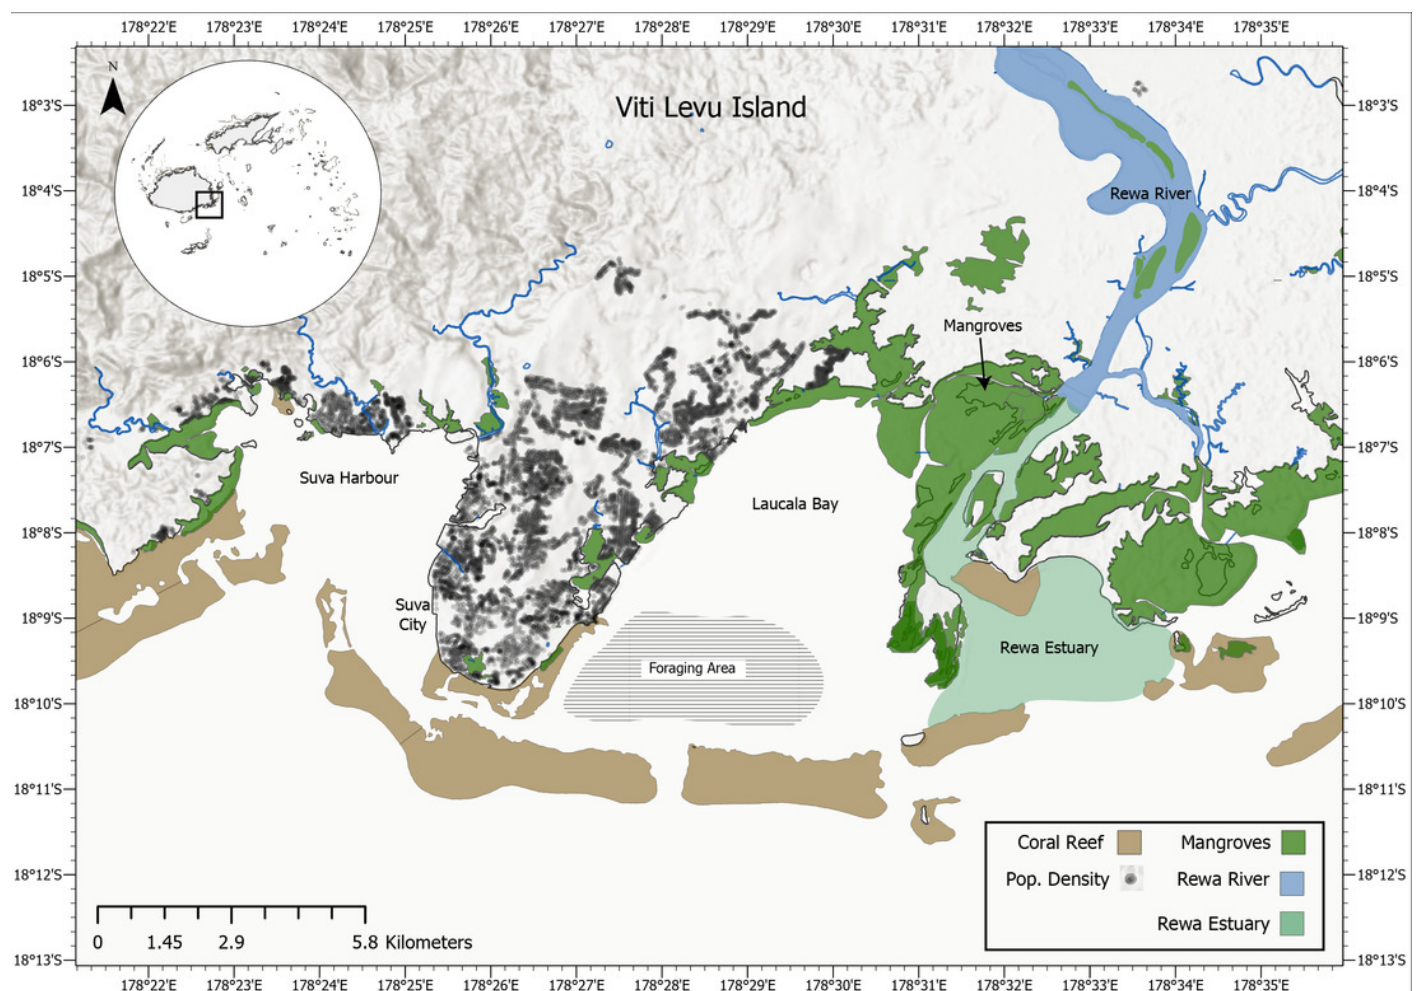 178°22'E 178°23'E 178°24'E 178°25'E 178°26'E 178°27'E 178°28'E 178°29'E 178°30'E 178°31'E 178°32'E 178°33'E 178°34'E 178°35'E
N
Viti Levu Island
18°3'S 18°3'S
18°4'S Rewa River 18°4'S
18°5'S 18°5'S
Mangroves
18°6'S 18°6'S
18°7'S 18°7'S
Suva Harbour
Laucala Bay
18°8'S 18°8'S
Suva
City
18°9'S 18°9'S
Rewa Estuary
Foraging Area
18°10'S 18°10'S
18°11'S 18°11'S
Coral Reef Mangroves
18°12'S Pop. Density Rewa River 18°12'S
Rewa Estuary
0 1.45 2.9 5.8 Kilometers
18°13'S 18°13'S
178°22'E 178°23'E 178°24'E 178°25'E 178°26'E 178°27'E 178°28'E 178°29'E 178°30'E 178°31'E 178°32'E 178°33'E 178°34'E 178°35'E